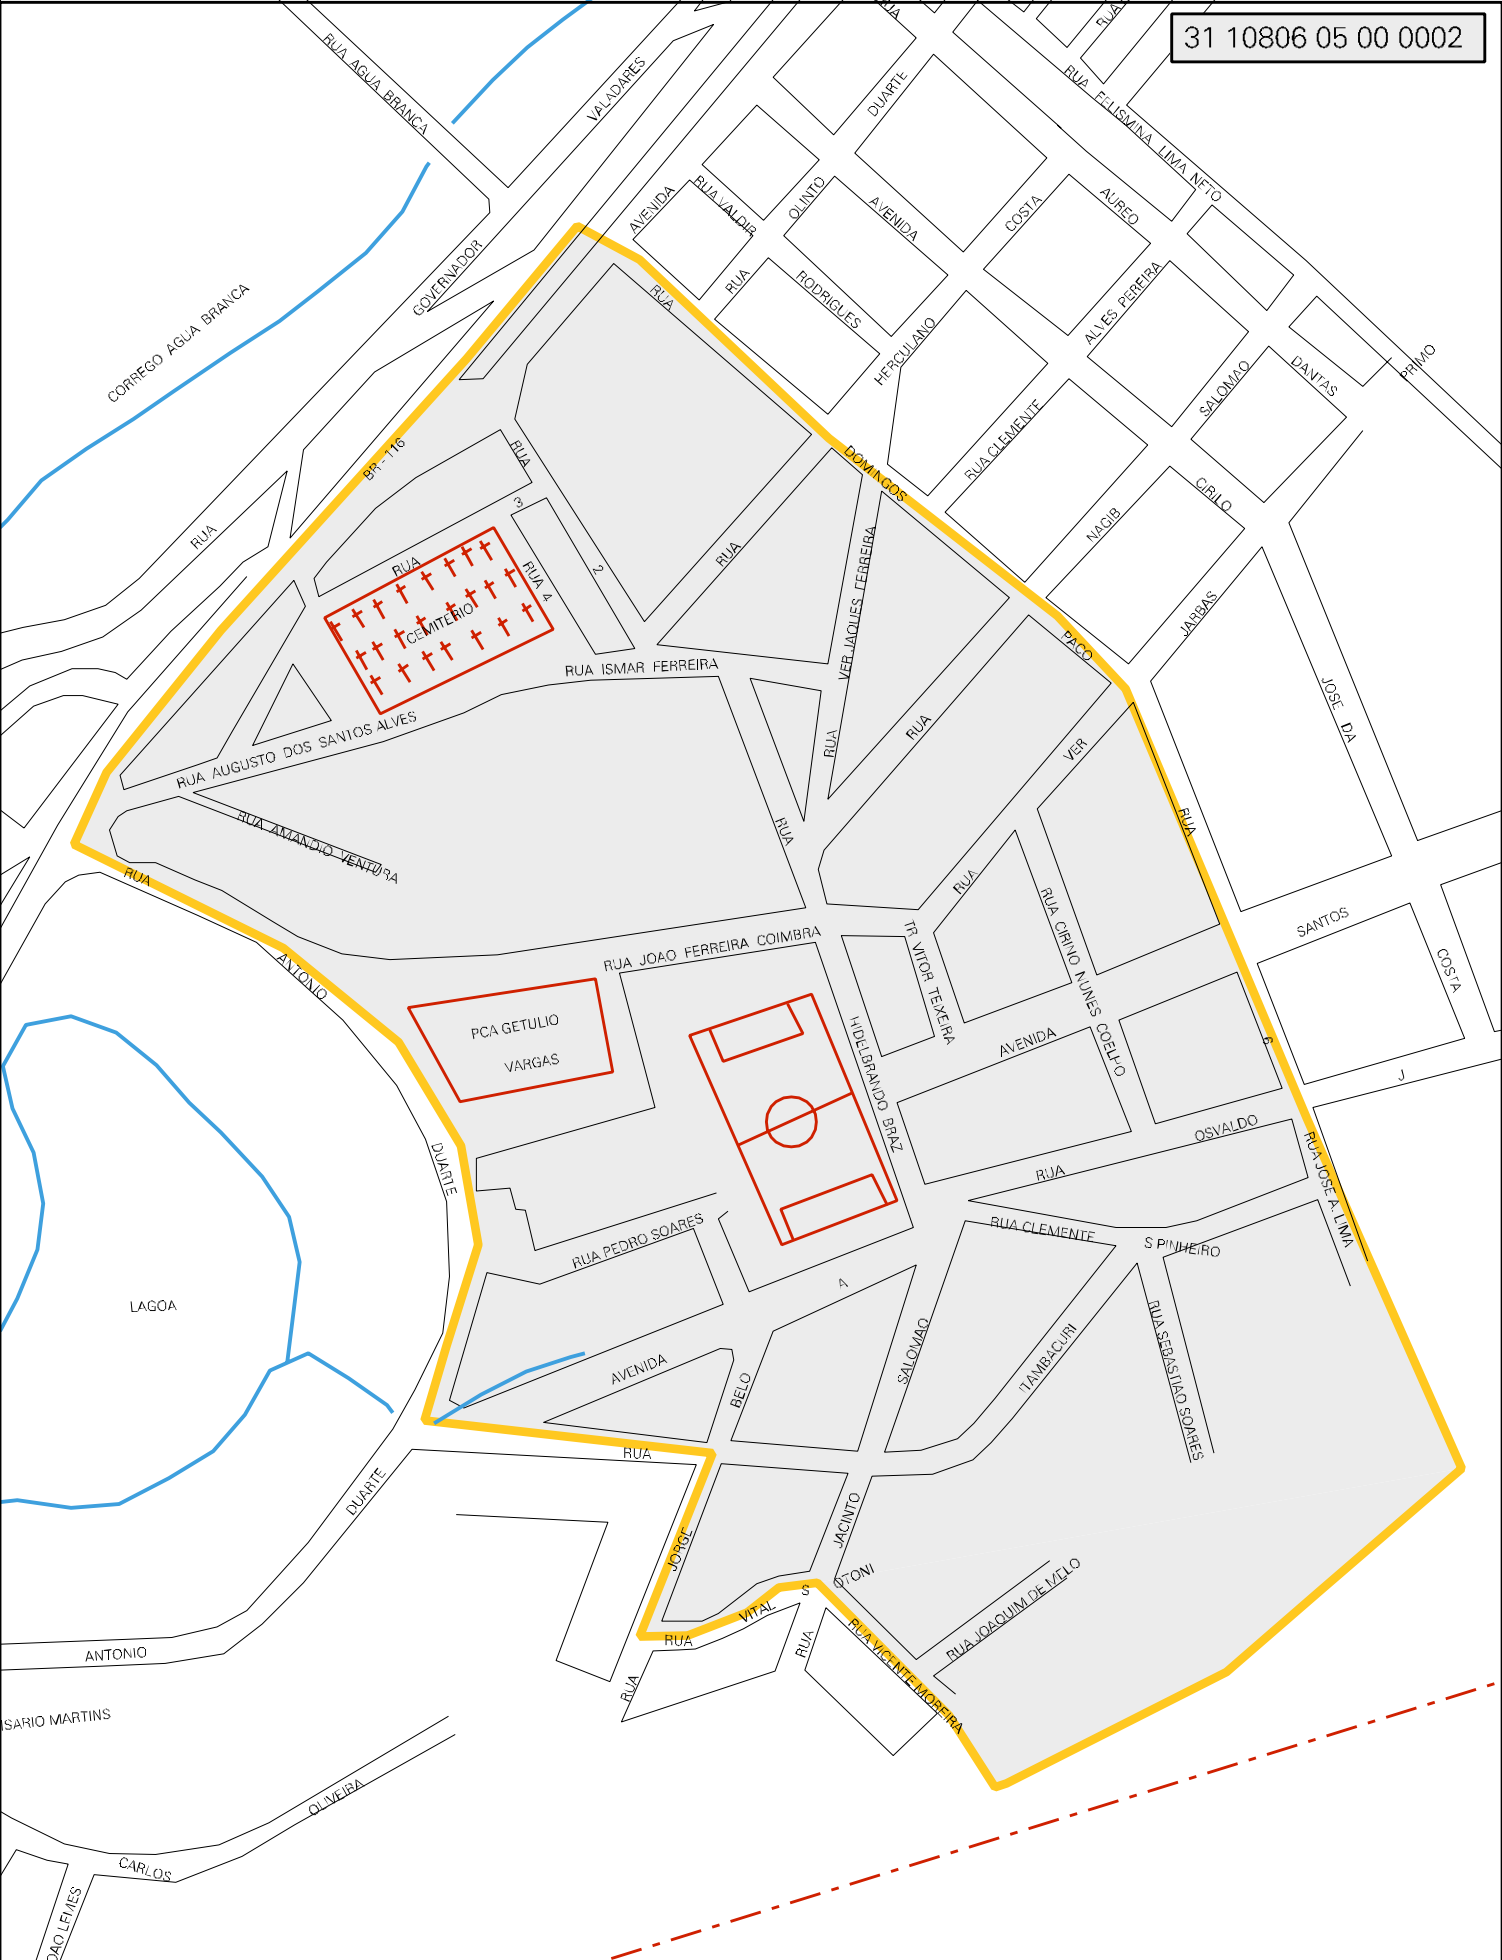 31 10806 05 00 0002
RUA AGUA BRANCA
VALADARES
RUA
DUARTE
RUA FELISMINA LIMA NETO
AVENIDA
RUA VALDIR
OLINTO
AVENIDA
COSTA
AUREO
GOVERNADOR
RUA
RUA
RODRIGUES
ALVES PEREIRA
CORREGO AGUA BRANCA
HERCULANO
SALOMAO
DANTAS
PRIMO
BR - 116
RUA
DOMINGOS
RUA CLEMENTE
CIRILO
NAGIB
RUA
3
RUA
RUA 4
2
RUA
VER JAQUES FERREIRA
JARBAS
CEMITERIO
PACO
RUA ISMAR FERREIRA
JOSE DA
RUA AUGUSTO DOS SANTOS ALVES
RUA
RUA
VER
RUA AMANDIO VENTURA
RUA
RUA
RUA
RUA
RUA CIRINO NUNES COELHO
SANTOS
RUA JOAO FERREIRA COIMBRA
TR VITOR TEIXEIRA
COSTA
ANTONIO
PCA GETULIO
VARGAS
HIDELBRANDO BRAZ
AVENIDA
6
J
DUARTE
OSVALDO
RUA
RUA JOSE A. LIMA
RUA PEDRO SOARES
RUA CLEMENTE
S PINHEIRO
A
LAGOA
AVENIDA
BELO
SALOMAO
ITAMBACURI
RUA SEBASTIAO SOARES
RUA
DUARTE
JORGE
JACINTO
OTONI
S
VITAL
RUA
RUA
RUA
RUA JOAQUIM DE MELO
RUA VICENTE MOREIRA
ANTONIO
ISARIO MARTINS
OLIVEIRA
CARLOS
OAO LEMES